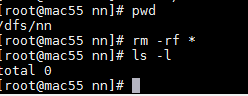 [root@mac55 nn]# pwd
/dfs/nn
[root@mac55 nn]# rm -rf *
[root@mac55 nn]# ls -l
total 0
[root@mac55 nn]#